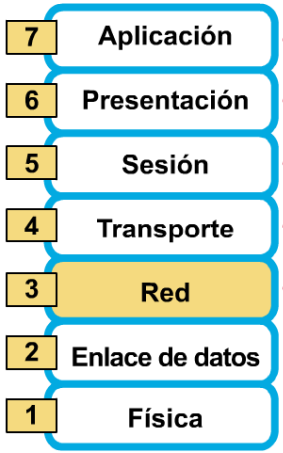 7 Aplicación
6 Presentación
5 Sesión
4 Transporte
3 Red
2 Enlace de datos
1 Física